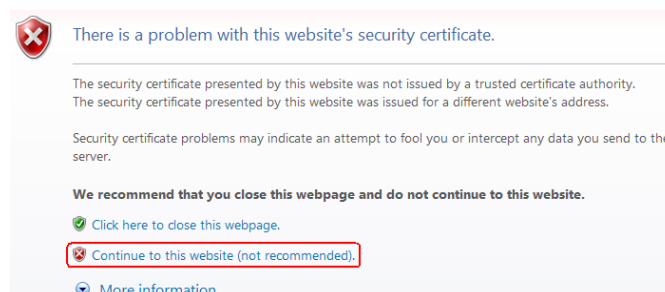 There is a problem with this website's security certificate.
The security certificate presented by this website was not issued by a trusted certificate authority.
The security certificate presented by this website was issued for a different website's address.
Security certificate problems may indicate an attempt to fool you or intercept any data you send to the
server.
We recommend that you close this webpage and do not continue to this website.
Click here to close this webpage.
Continue to this website (not recommended).
More information